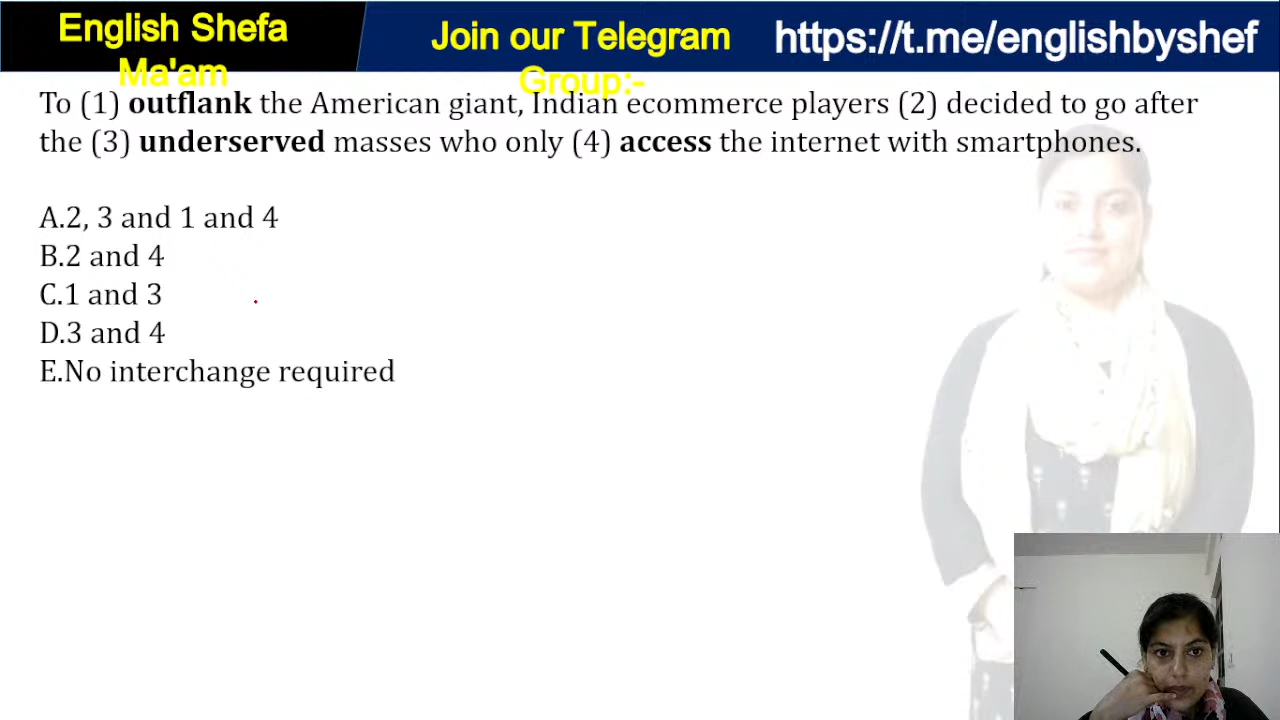 English Shefa
Ma'am
Join our Telegram
Group:-
https://t.me/englishbyshef
To (1) outflank the American giant, Indian ecommerce players (2) decided to go after
the (3) underserved masses who only (4) access the internet with smartphones.
A.2, 3 and 1 and 4
B.2 and 4
C.1 and 3
D.3 and 4
E.No interchange required